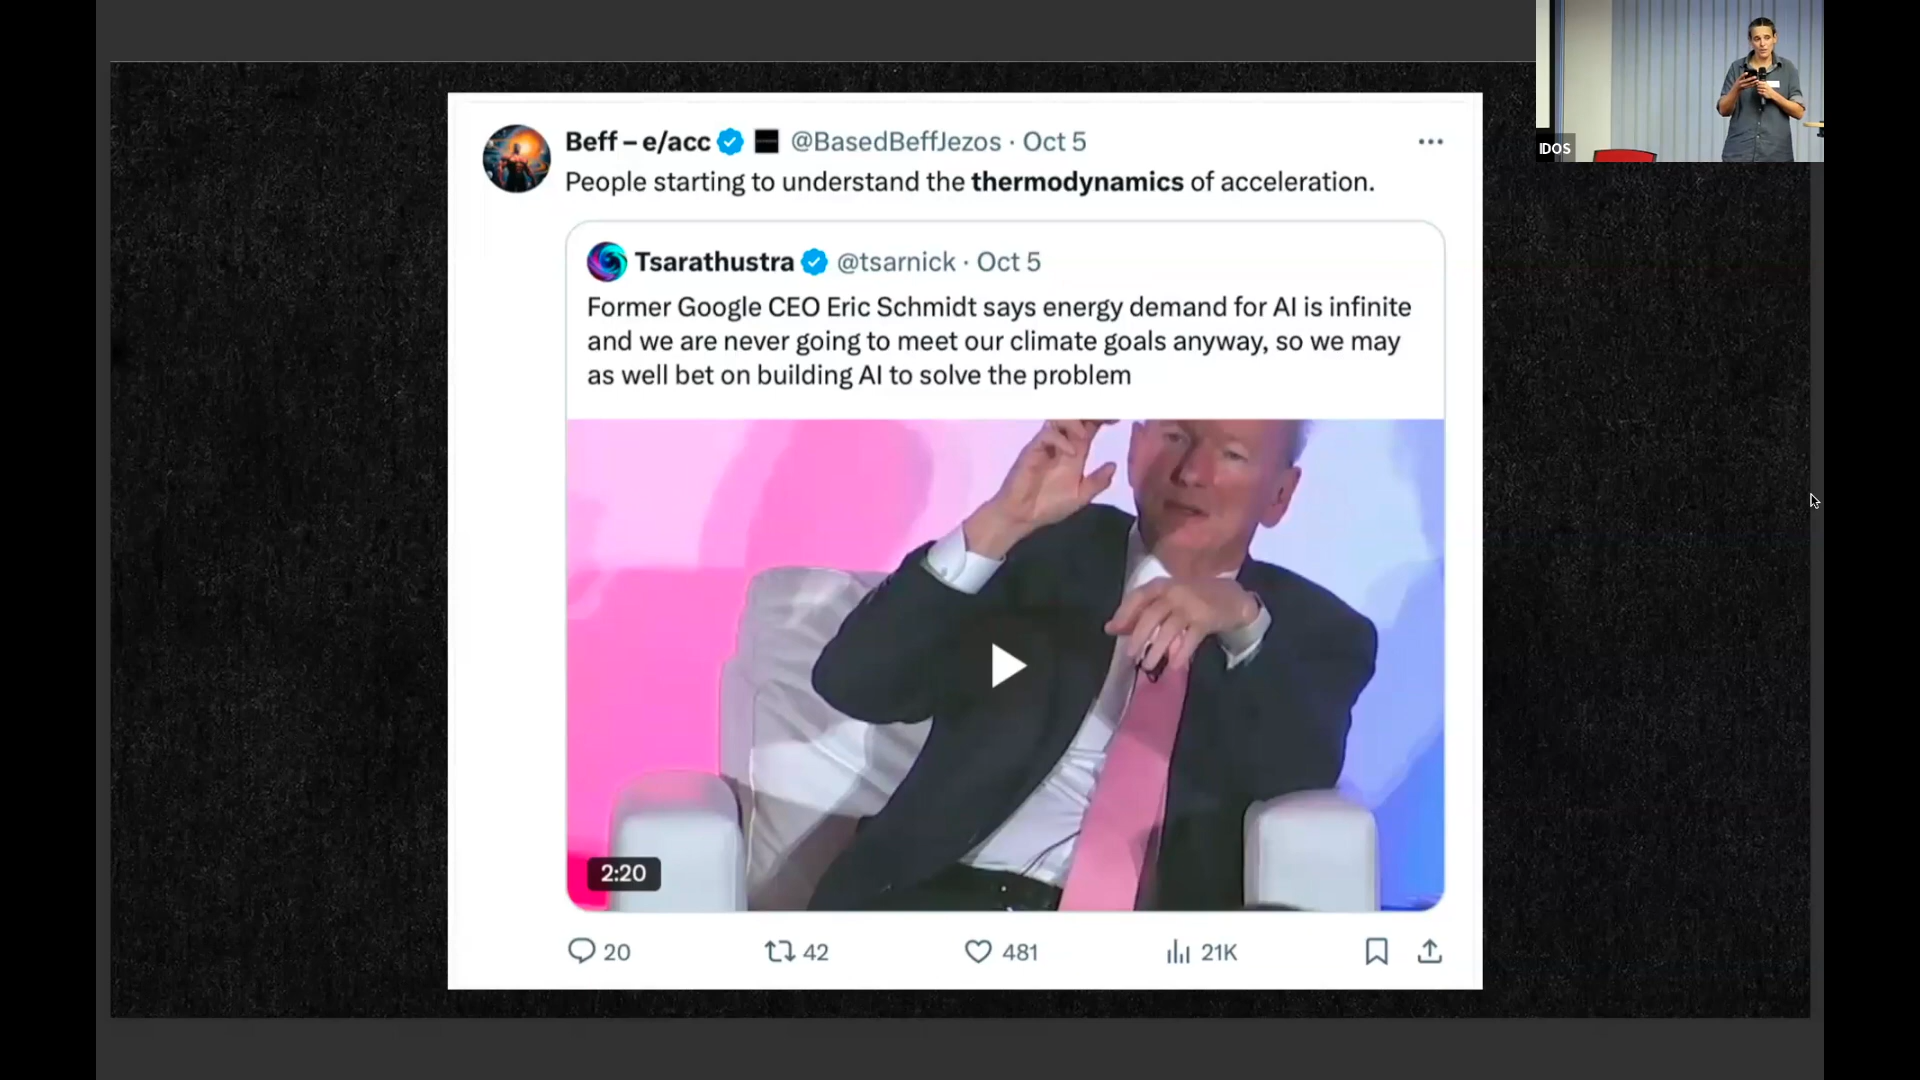 Beff – e/acc @BasedBeffJezos · Oct 5
People starting to understand the thermodynamics of acceleration.
Tsarathustra @tsarnick · Oct 5
Former Google CEO Eric Schmidt says energy demand for AI is infinite
and we are never going to meet our climate goals anyway, so we may
as well bet on building AI to solve the problem
2:20
20 42 481 21K
IDOS